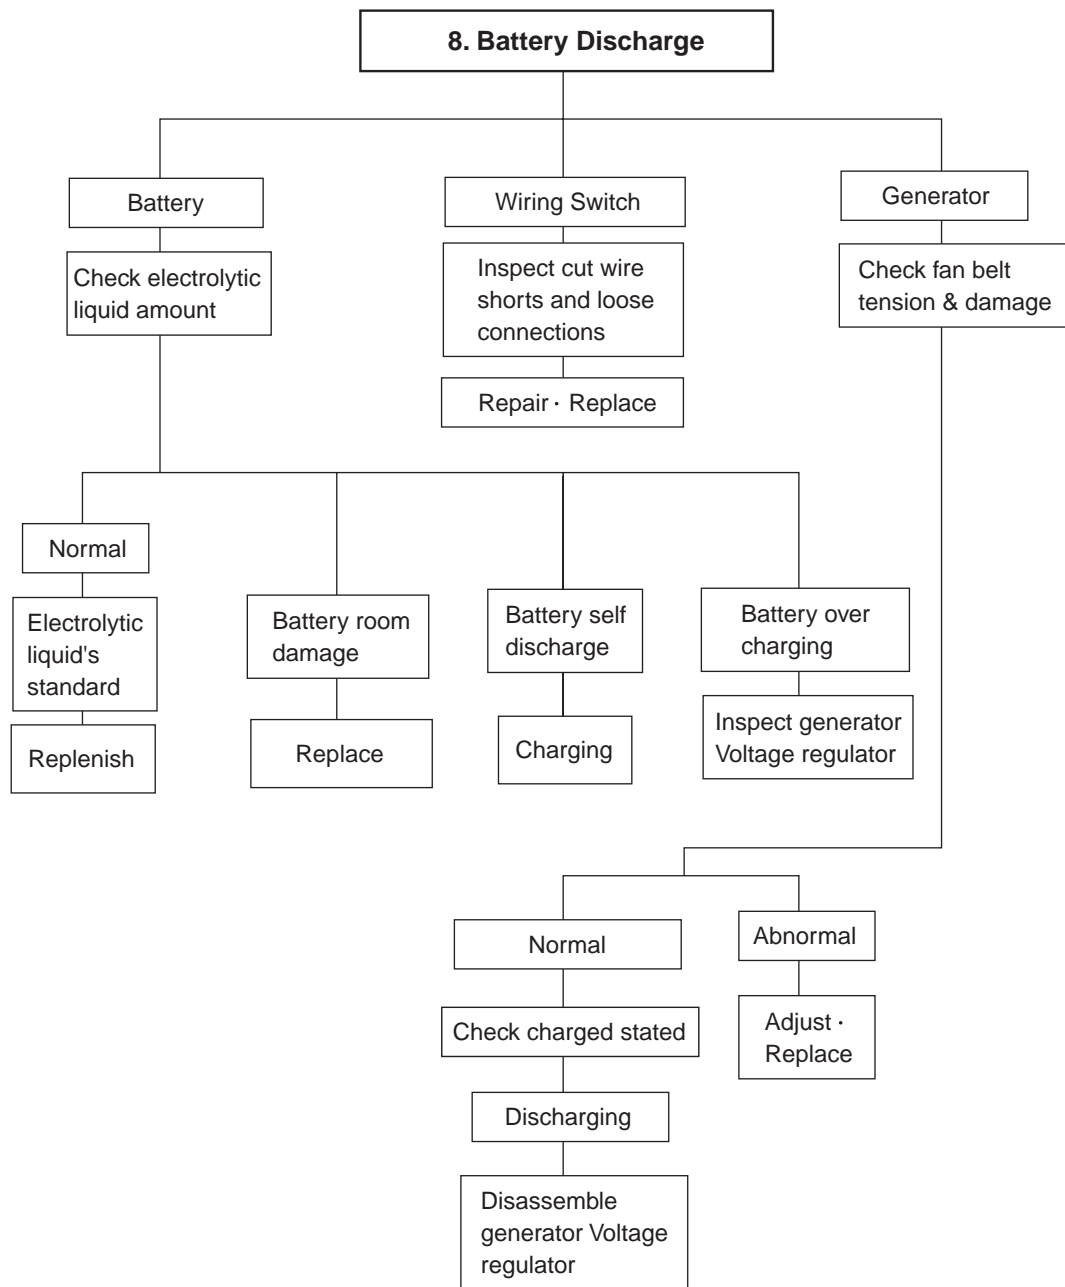 8. Battery Discharge
Battery
Wiring Switch
Generator
Check electrolytic
liquid amount
Inspect cut wire
shorts and loose
connections
Check fan belt
tension & damage
Repair · Replace
Normal
Electrolytic
liquid's
standard
Replenish
Battery room
damage
Replace
Battery self
discharge
Charging
Battery over
charging
Inspect generator
Voltage regulator
Normal
Abnormal
Check charged stated
Adjust ·
Replace
Discharging
Disassemble
generator Voltage
regulator